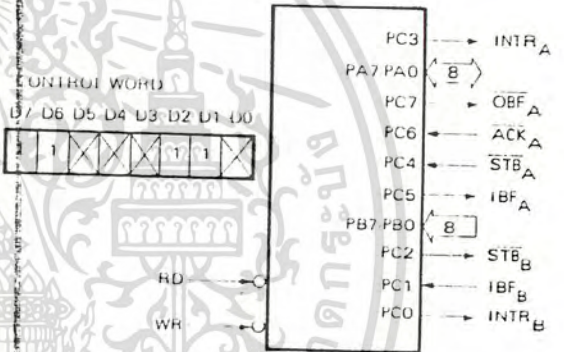 ONTROL WORD
D7 D6 D5 D4 D3 D2 D1 D0
1 X X X 1 1 X
RD
WR
PC3 INTR_A
PA7-PA0 8
PC7 OBF_A
PC6 ACK_A
PC4 STB_A
PC5 IBF_A
PB7-PB0 8
PC2 STB_B
PC1 IBF_B
PC0 INTR_B